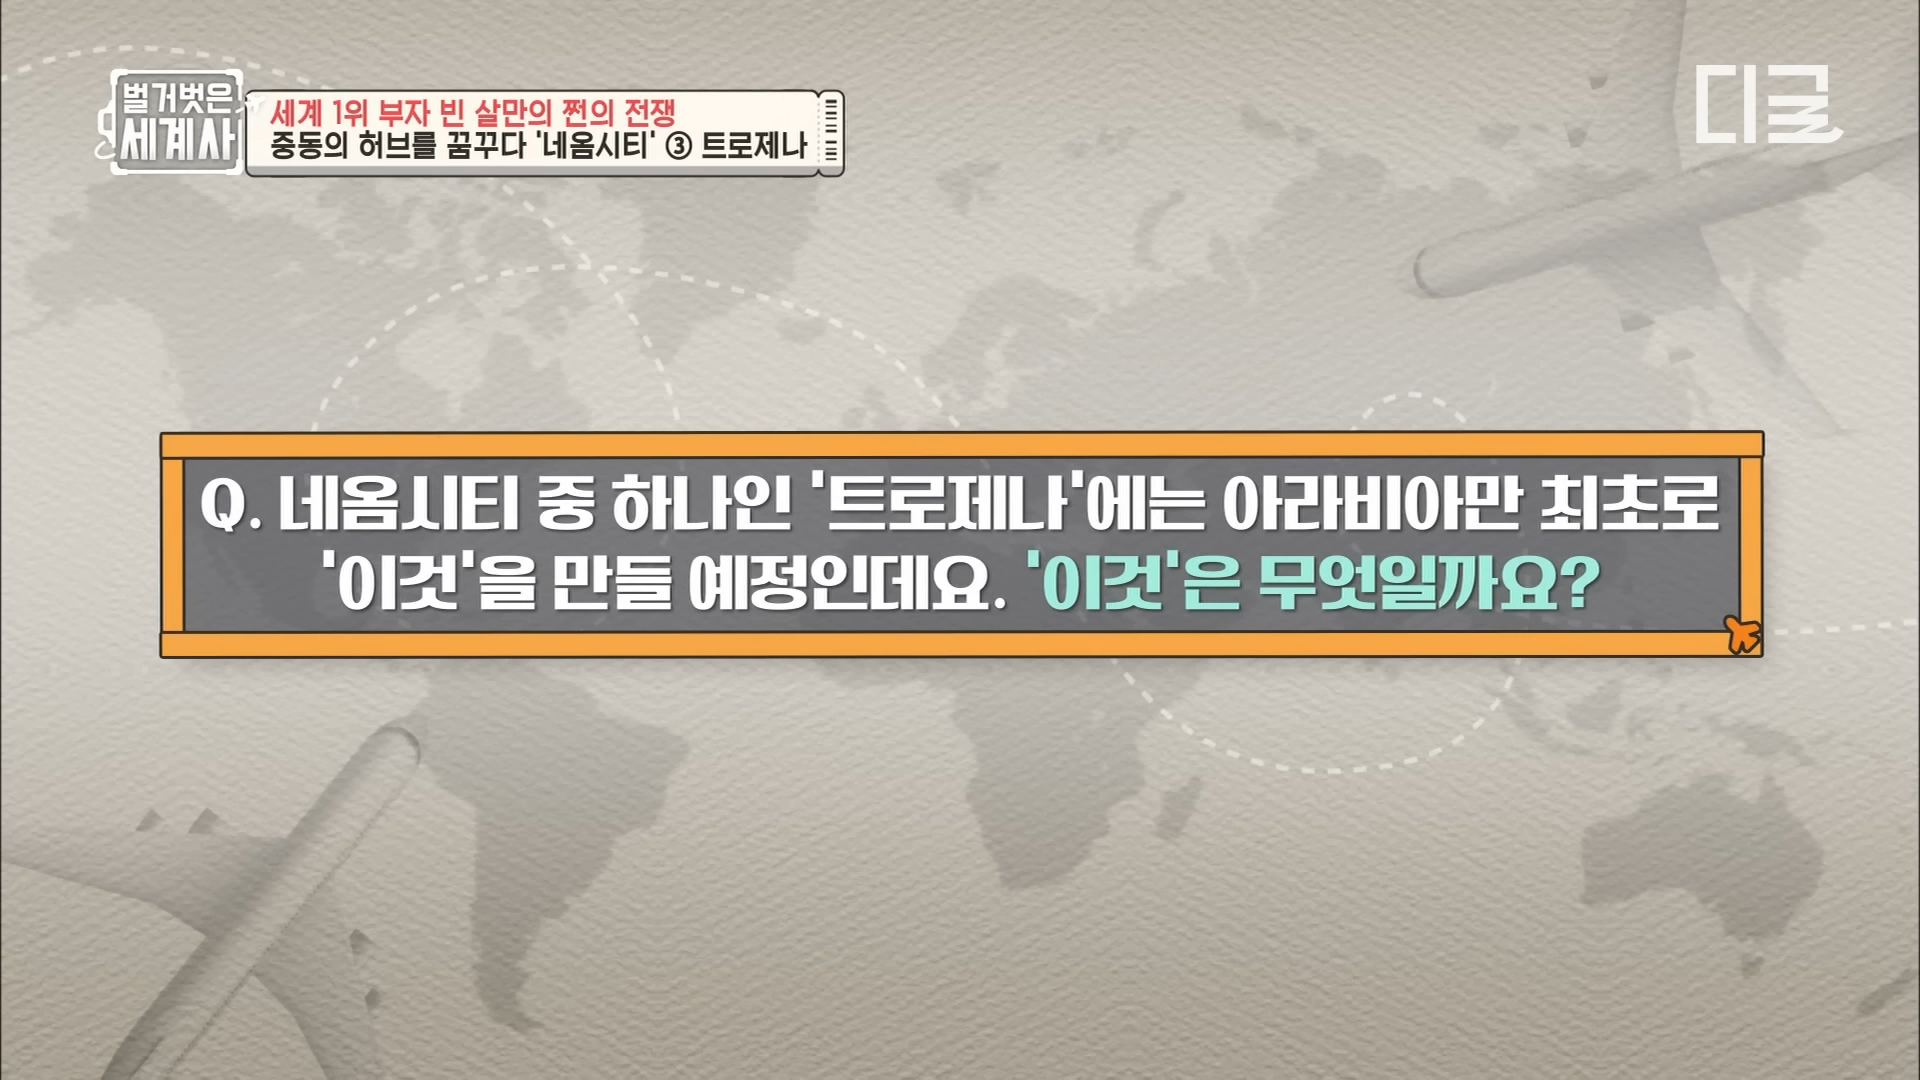 벌거벗은
세계사
세계 1위 부자 빈 살만의 쩐의 전쟁
중동의 허브를 꿈꾸다 '네옴시티' ③ 트로제나
디글
Q. 네옴시티 중 하나인 '트로제나'에는 아라비아만 최초로
'이것'을 만들 예정인데요. '이것'은 무엇일까요?